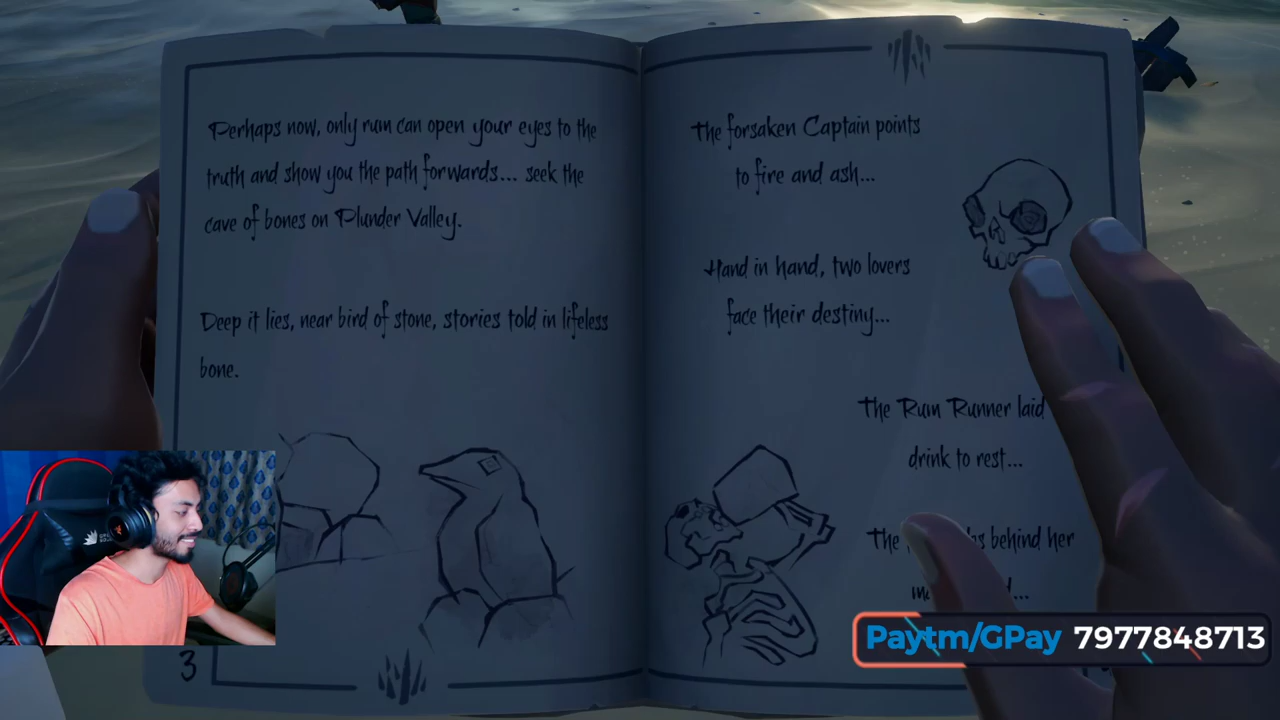 Perhaps now, only rum can open your eyes to the
truth and show you the path forwards... seek the
cave of bones on Plunder Valley.
Deep it lies, near bird of stone, stories told in lifeless
bone.
3
The forsaken Captain points
to fire and ash...
Hand in hand, two lovers
face their destiny...
The Rum Runner laid
drink to rest...
The behind her
Paytm/GPay 7977848713